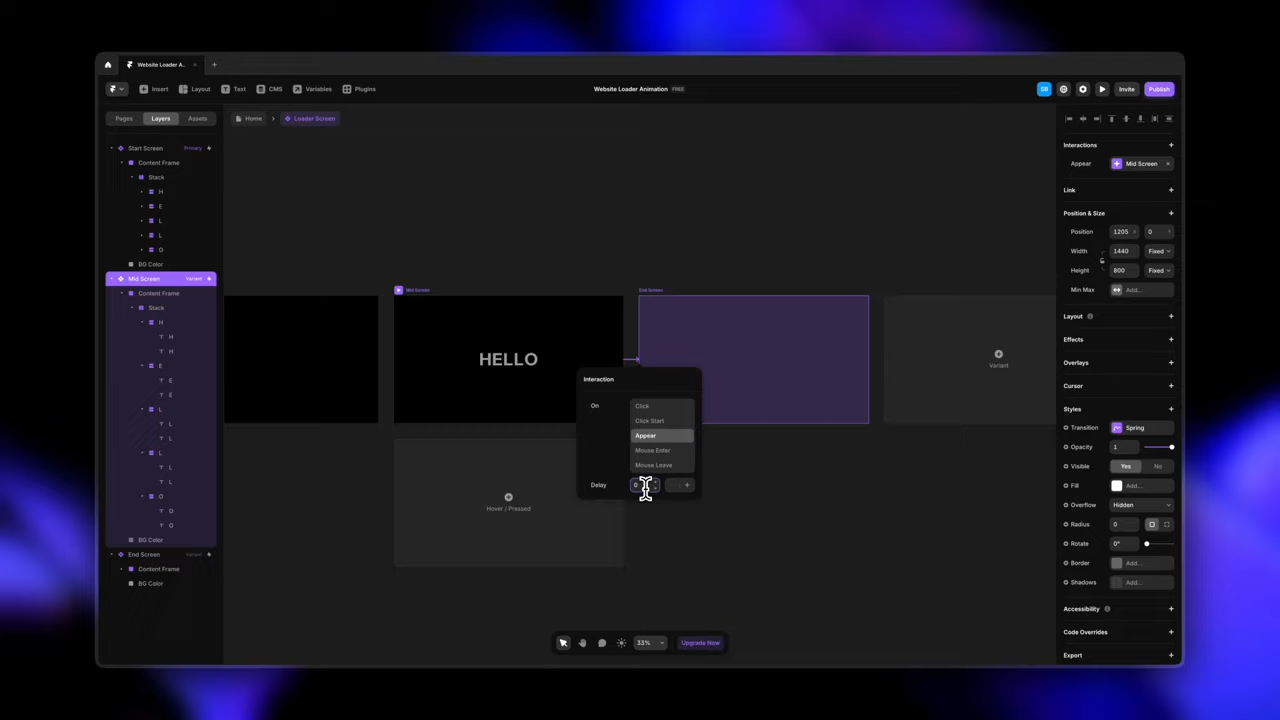 Website Loader A..
Insert
Layout
Text
CMS
Variables
Plugins
Website Loader Animation FREE
SB
Invite
Publish
Pages
Layers
Assets
Home
Loader Screen
Start Screen
Primary
Content Frame
Stack
H
E
L
L
O
BG Color
Mid Screen
Variant
Content Frame
Stack
H
H
H
E
E
E
L
L
L
L
L
L
O
O
O
BG Color
End Screen
Variant
Content Frame
BG Color
Mid Screen
HELLO
End Screen
Variant
Hover / Pressed
Interaction
On
Click
Click Start
Appear
Mouse Enter
Mouse Leave
Delay
0
33%
Upgrade Now
Interactions
Appear
Mid Screen
Link
Position & Size
Position
1205 X
0 Y
Width
1440
Fixed
Height
800
Fixed
Min Max
Add...
Layout
Effects
Overlays
Cursor
Styles
Transition
Spring
Opacity
1
Visible
Yes
No
Fill
Add...
Overflow
Hidden
Radius
0
Rotate
0°
Border
Add...
Shadows
Add...
Accessibility
Code Overrides
Export